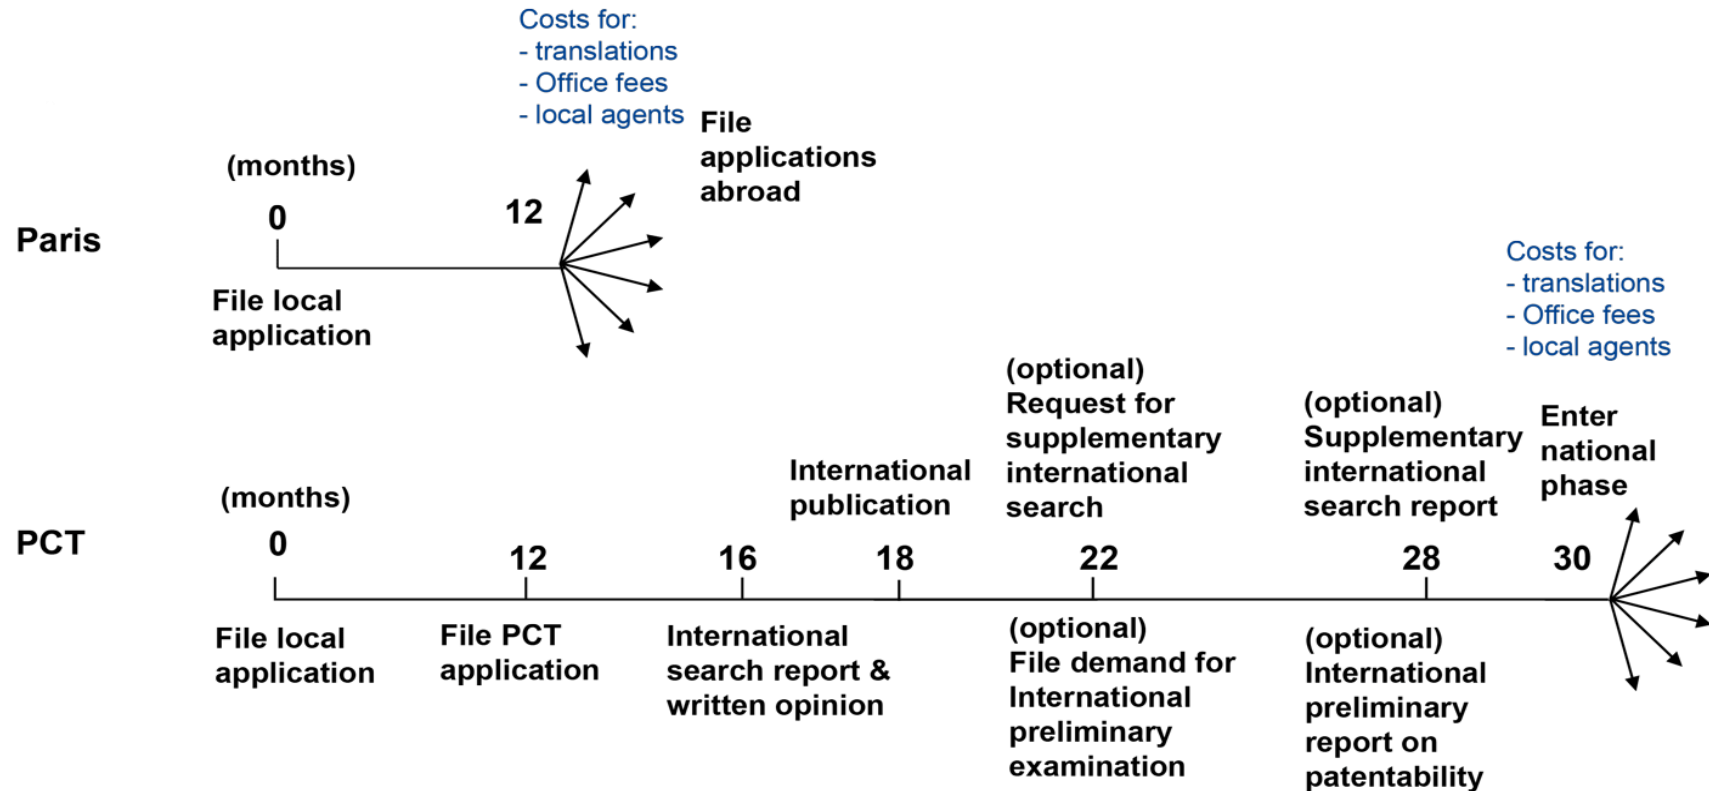 Costs for:
- translations
- Office fees
- local agents
File
applications
abroad
(months)
0
12
Paris
File local
application
Costs for:
- translations
- Office fees
- local agents
(optional)
Request for
supplementary
international
search
(optional)
Supplementary
international
search report
Enter
national
phase
International
publication
(months)
PCT
0
12
16
18
22
28
30
File local
application
File PCT
application
International
search report &
written opinion
(optional)
File demand for
International
preliminary
examination
(optional)
International
preliminary
report on
patentability